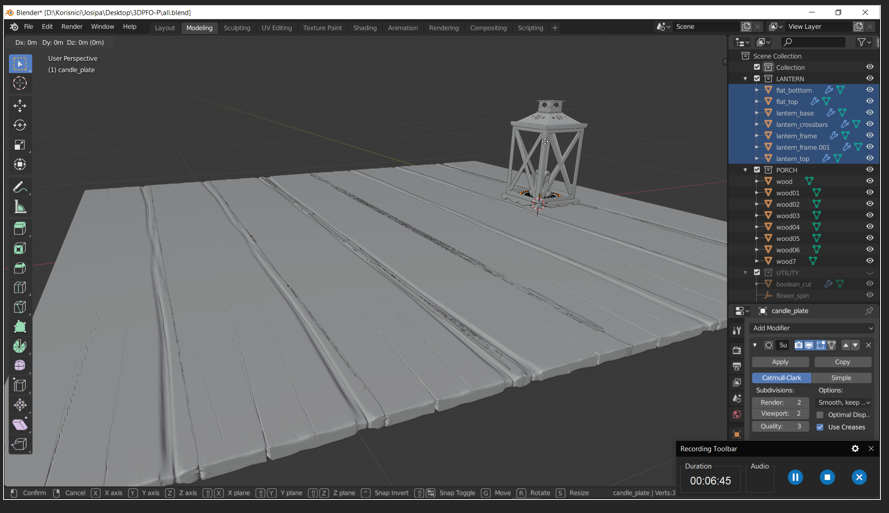 Blender* [D:\Korisnici\Josipa\Desktop\3DPFO-P\all.blend]
File Edit Render Window Help Layout Modeling Sculpting UV Editing Texture Paint Shading Animation Rendering Compositing Scripting + Scene View Layer
Dx: 0m Dy: 0m Dz: 0m (0m)
User Perspective
(1) candle_plate
Scene Collection
Collection
LANTERN
flat_botttom
flat_top
lantern_base
lantern_crossbars
lantern_frame
lantern_frame.001
lantern_top
PORCH
wood
wood01
wood02
wood03
wood04
wood05
wood06
wood7
UTILITY
boolean_cut
flower_spin
candle_plate
Add Modifier
Su
Apply Copy
Catmull-Clark Simple
Subdivisions: Options:
Render: 2 Smooth, keep ..
Viewport: 2 Optimal Disp..
Quality: 3 Use Creases
Recording Toolbar
Duration Audio
00:06:45
Confirm Cancel X X axis Y Y axis Z Z axis X X plane Y Y plane Z Z plane Snap Invert Snap Toggle G Move R Rotate S Resize candle_plate | Verts:3